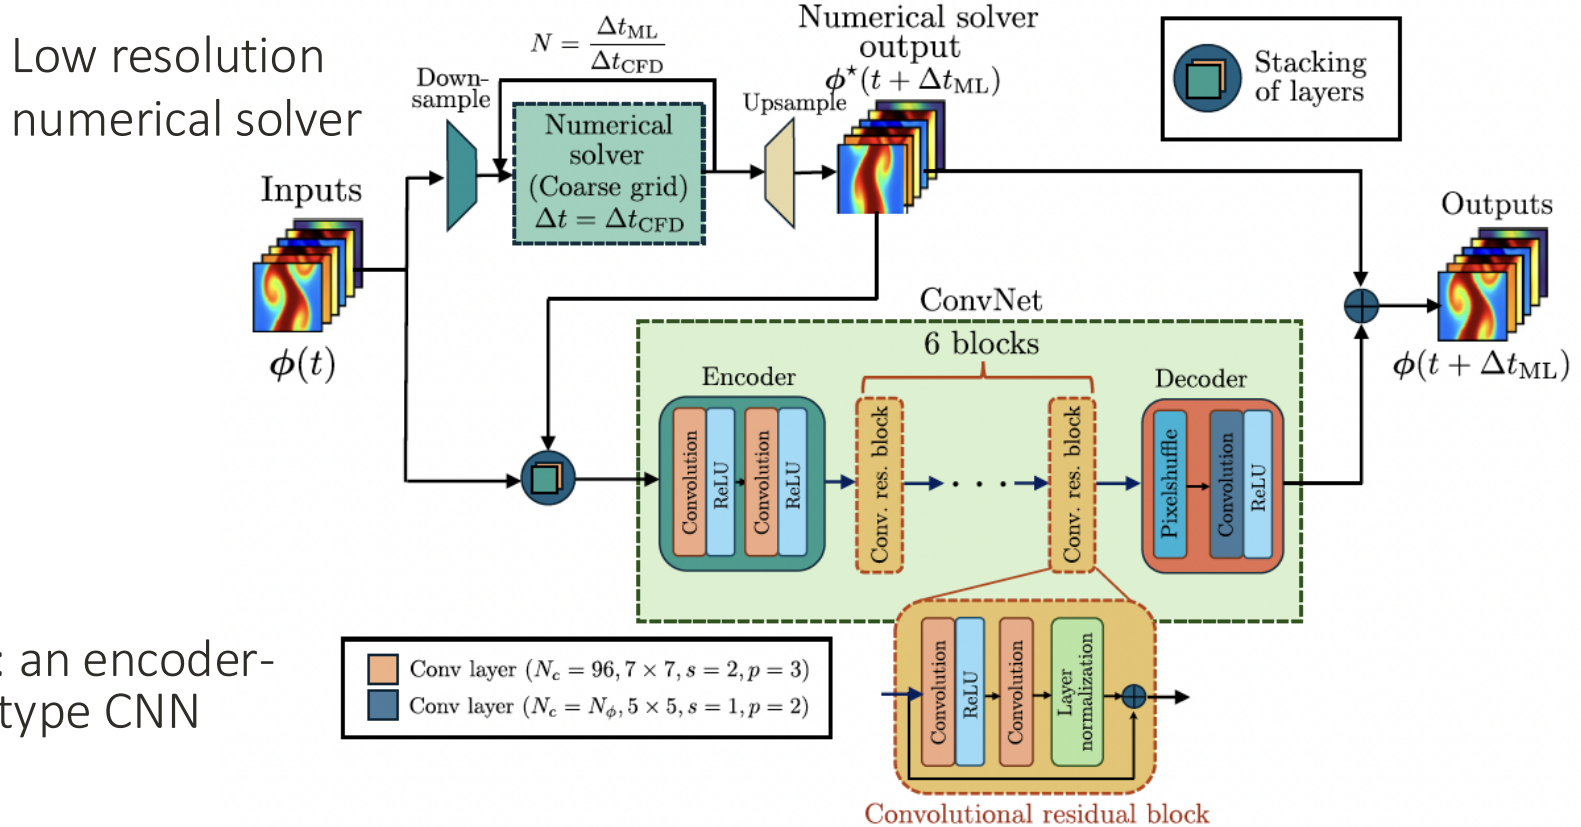 Low resolution
numerical solver
N = Δt_ML / Δt_CFD
Down-
sample
Numerical
solver
(Coarse grid)
Δt = Δt_CFD
Upsample
Numerical solver
output
ϕ*(t + Δt_ML)
Stacking
of layers
Inputs
ϕ(t)
Outputs
ϕ(t + Δt_ML)
ConvNet
6 blocks
Encoder
Convolution
ReLU
Convolution
ReLU
Conv. res. block
· · ·
Conv. res. block
Decoder
Pixelshuffle
Convolution
ReLU
: an encoder-
type CNN
Conv layer (N_c = 96, 7 × 7, s = 2, p = 3)
Conv layer (N_c = N_ϕ, 5 × 5, s = 1, p = 2)
Convolution
ReLU
Convolution
Layer
normalization
Convolutional residual block